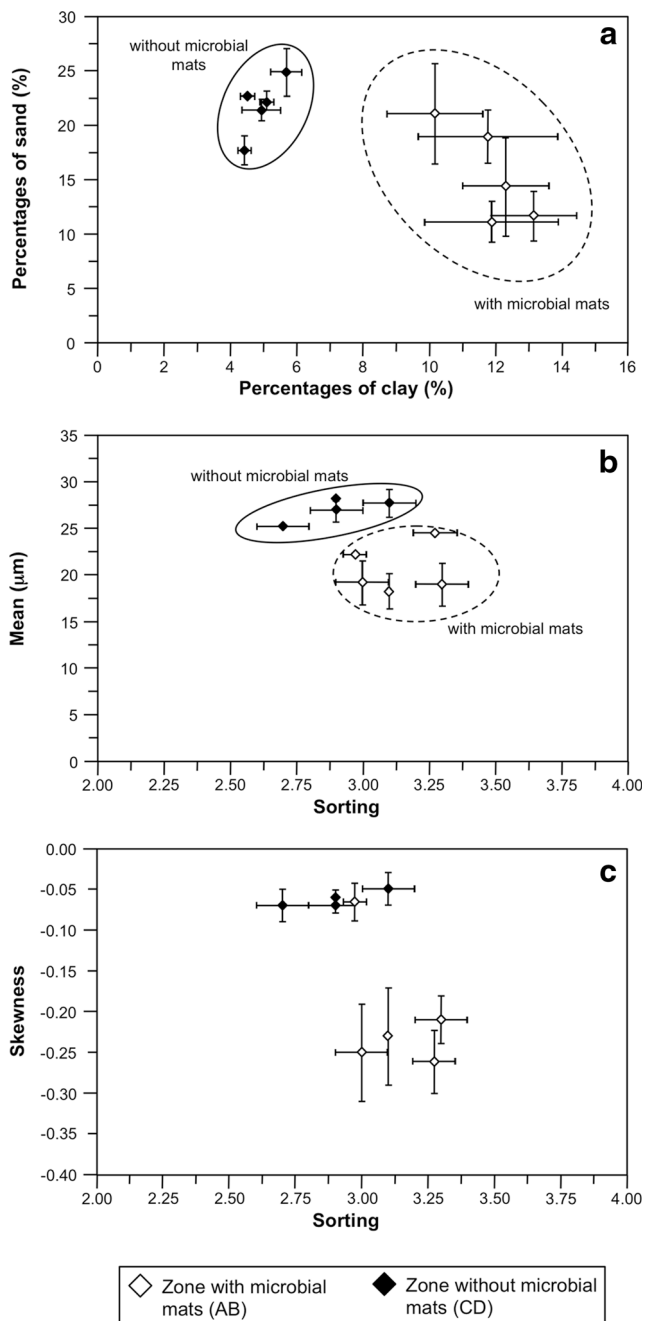 a
without microbial
mats
with microbial mats
Percentages of sand (%)
30
25
20
15
10
5
0
0 2 4 6 8 10 12 14 16
Percentages of clay (%)
b
without microbial mats
with microbial mats
Mean (µm)
35
30
25
20
15
10
5
0
2.00 2.25 2.50 2.75 3.00 3.25 3.50 3.75 4.00
Sorting
c
Skewness
0.00
-0.05
-0.10
-0.15
-0.20
-0.25
-0.30
-0.35
-0.40
2.00 2.25 2.50 2.75 3.00 3.25 3.50 3.75 4.00
Sorting
Zone with microbial
mats (AB)
Zone without microbial
mats (CD)